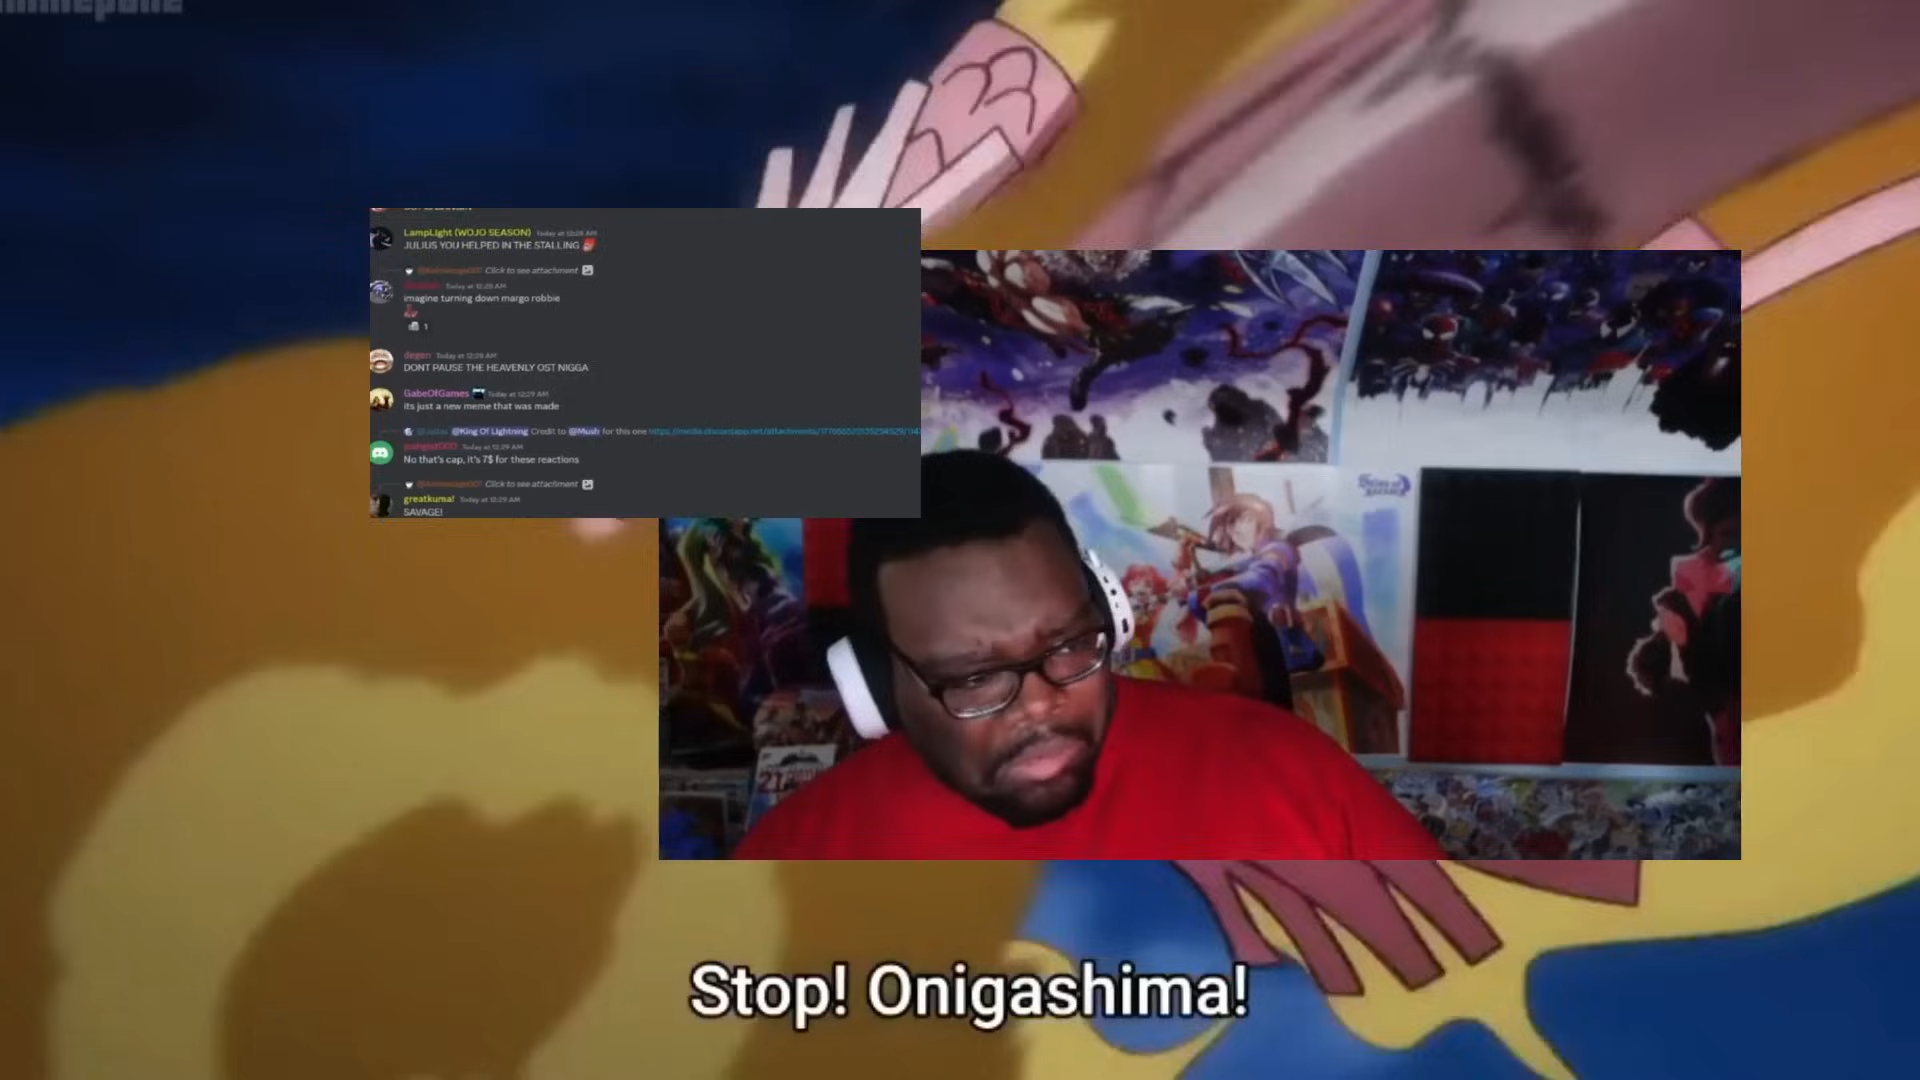 LampLight (WOJO SEASON) Today at 12:28 AM
JULIUS YOU HELPED IN THE STALLING
Click to see attachment
Today at 12:28 AM
imagine turning down margo robbie
1
degen Today at 12:28 AM
DONT PAUSE THE HEAVENLY OST NIGGA
GabeOfGames Today at 12:29 AM
its just a new meme that was made
@King Of Lightning Credit to @Mush for this one
Today at 12:29 AM
No that's cap, it's 7$ for these reactions
Click to see attachment
greatkuma! Today at 12:29 AM
SAVAGE!
21
Stop! Onigashima!